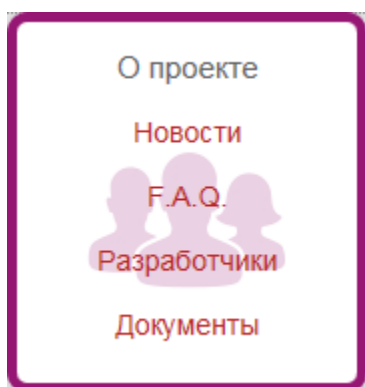 О проекте
Новости
F.A.Q.
Разработчики
Документы